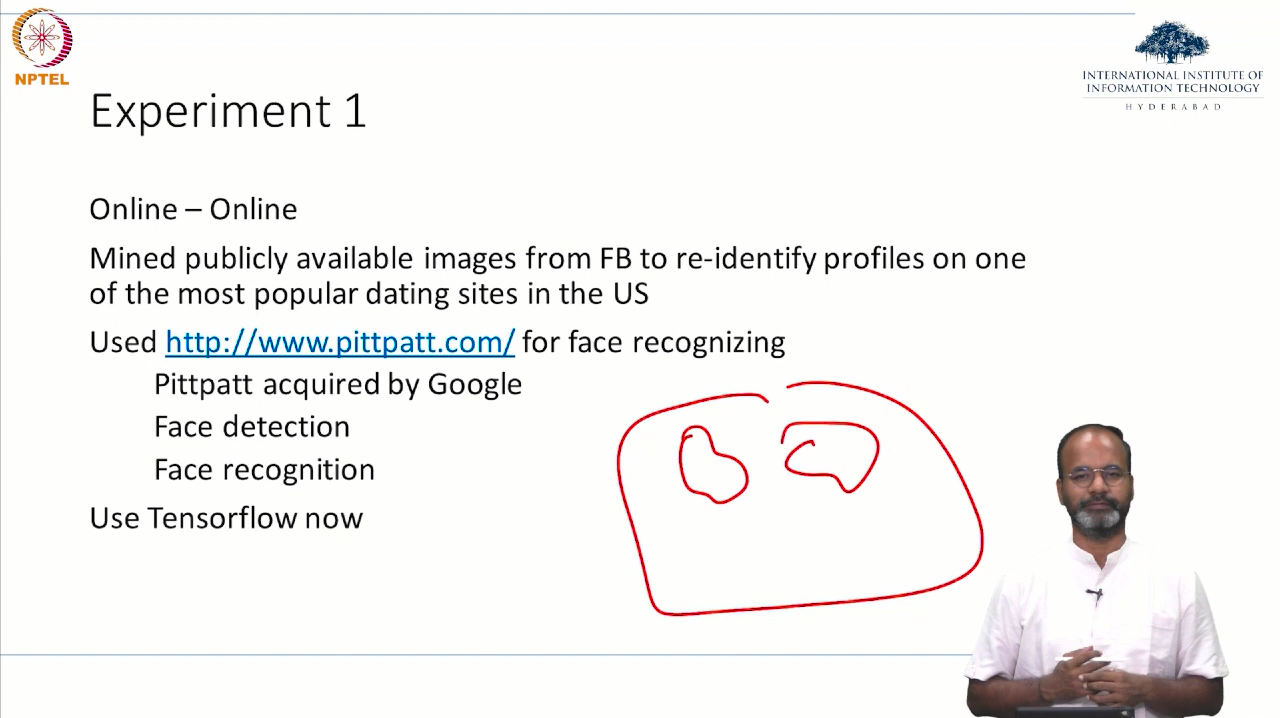 NPTEL
INTERNATIONAL INSTITUTE OF
INFORMATION TECHNOLOGY
HYDERABAD
Experiment 1
Online – Online
Mined publicly available images from FB to re-identify profiles on one
of the most popular dating sites in the US
Used http://www.pittpatt.com/ for face recognizing
Pittpatt acquired by Google
Face detection
Face recognition
Use Tensorflow now